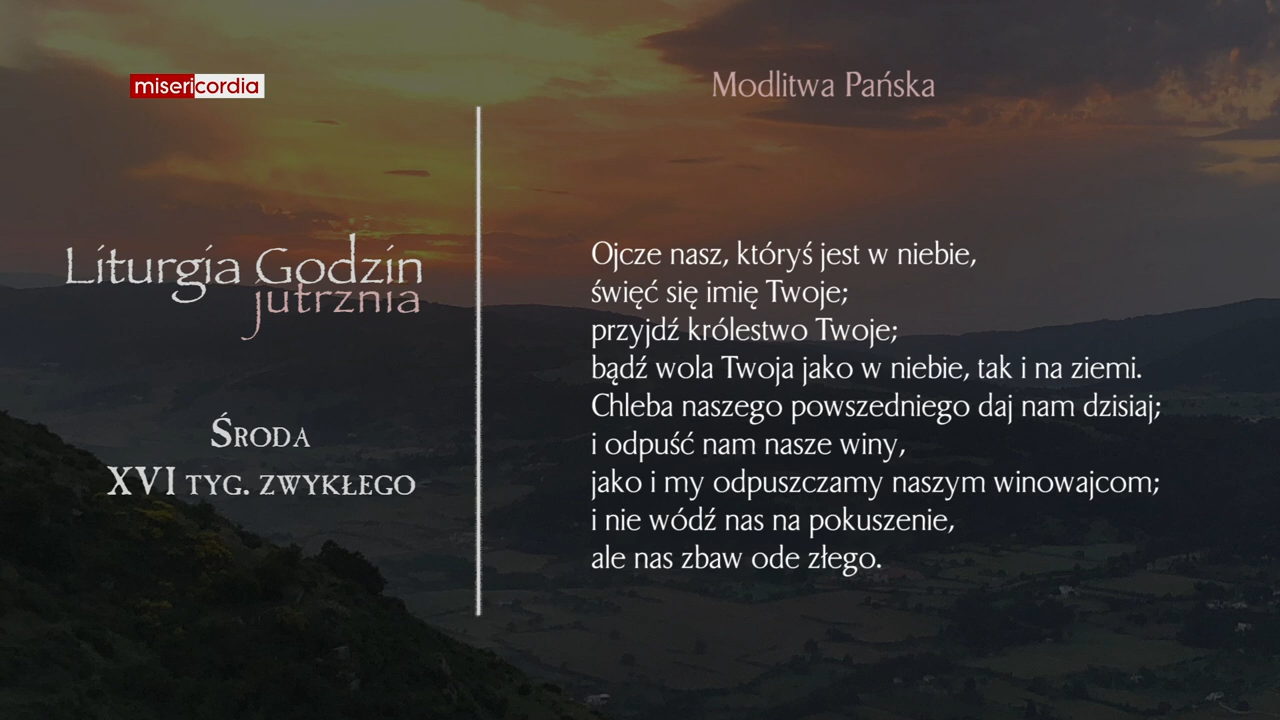 misericordia
Liturgia Godzin
jutrznia
Środa
XVI tyg. zwykłego
Modlitwa Pańska
Ojcze nasz, któryś jest w niebie,
święć się imię Twoje;
przyjdź królestwo Twoje;
bądź wola Twoja jako w niebie, tak i na ziemi.
Chleba naszego powszedniego daj nam dzisiaj;
i odpuść nam nasze winy,
jako i my odpuszczamy naszym winowajcom;
i nie wódź nas na pokuszenie,
ale nas zbaw ode złego.